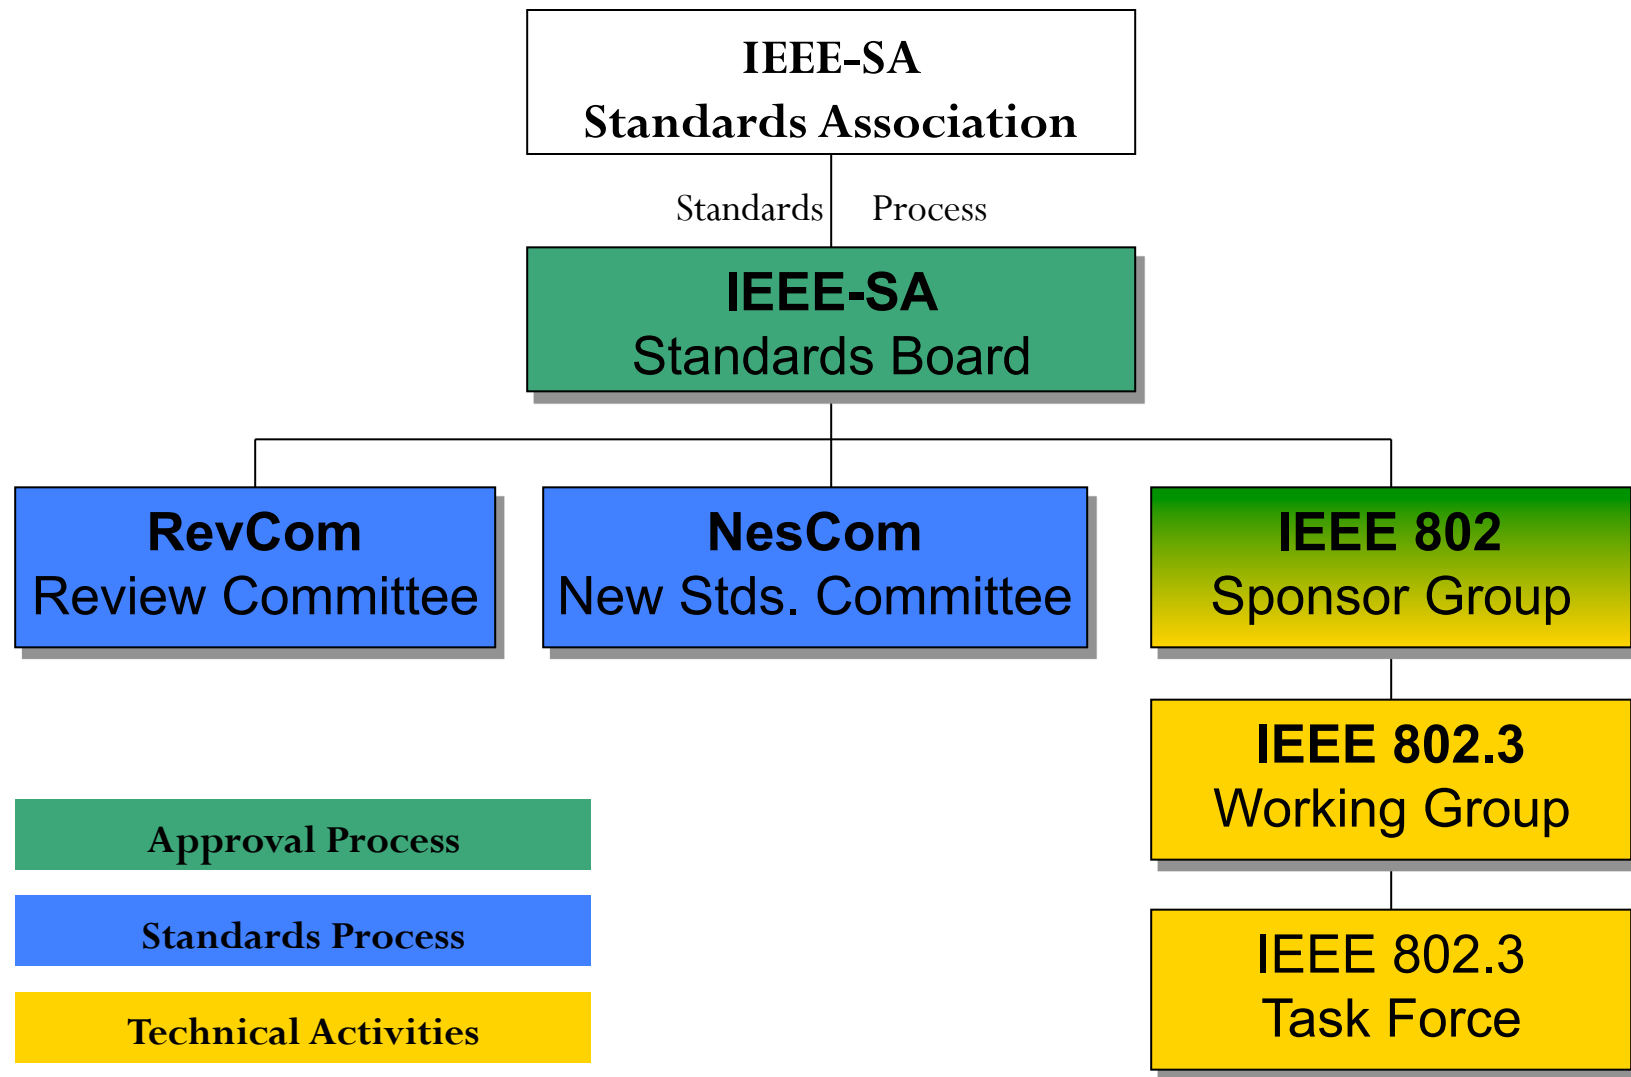 IEEE-SA
Standards Association
Standards Process
IEEE-SA
Standards Board
RevCom
Review Committee
NesCom
New Stds. Committee
IEEE 802
Sponsor Group
IEEE 802.3
Working Group
IEEE 802.3
Task Force
Approval Process
Standards Process
Technical Activities